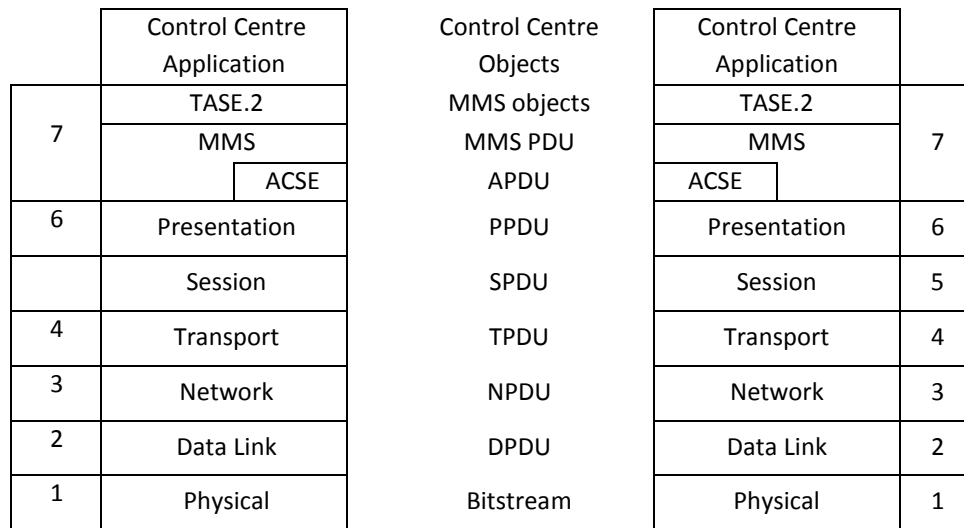 Control Centre Control Centre Control Centre
Application Objects Application
TASE.2 MMS objects TASE.2
7 MMS MMS PDU MMS 7
ACSE APDU ACSE
6 Presentation PPDU Presentation 6
Session SPDU Session 5
4 Transport TPDU Transport 4
3 Network NPDU Network 3
2 Data Link DPDU Data Link 2
1 Physical Bitstream Physical 1